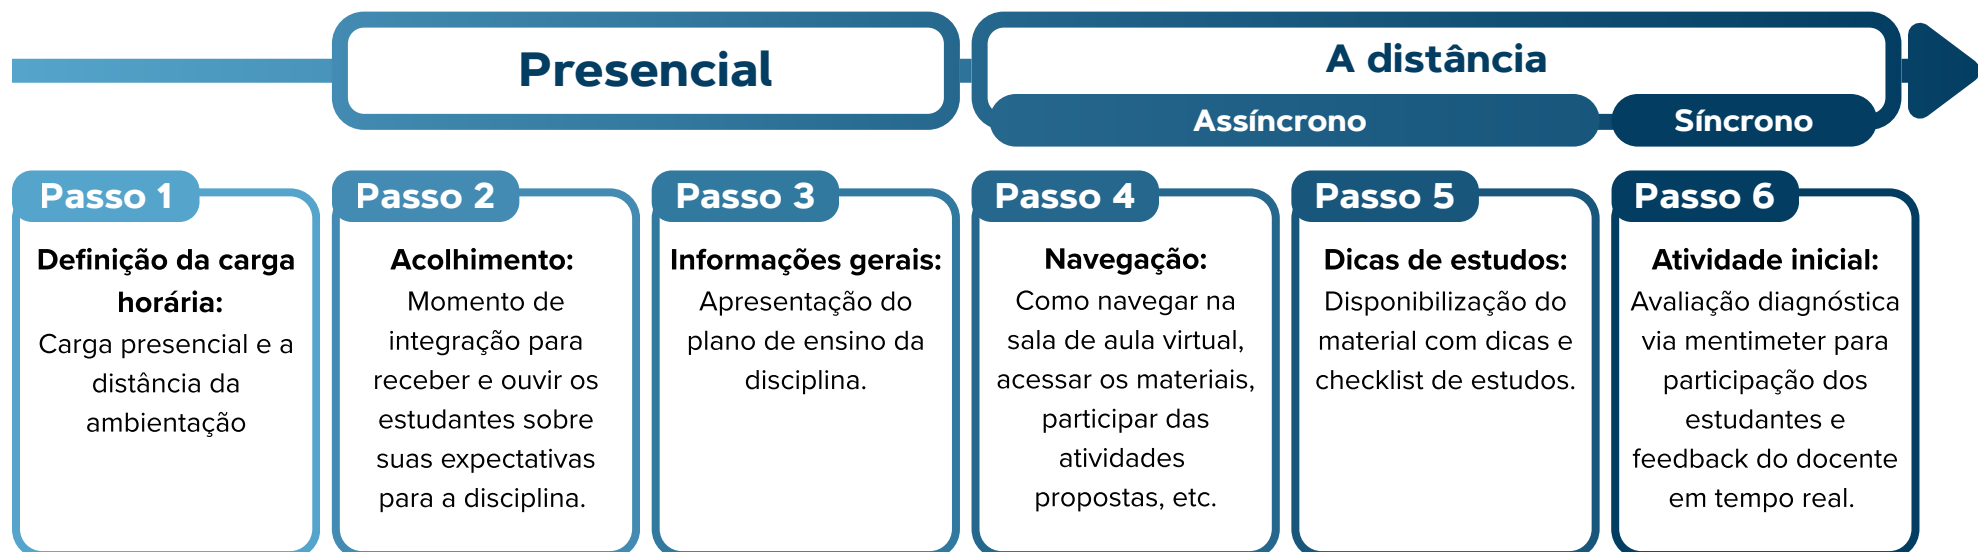 Presencial
A distância
Assíncrono
Síncrono
Passo 1
Definição da carga
horária:
Carga presencial e a
distância da
ambientação
Passo 2
Acolhimento:
Momento de
integração para
receber e ouvir os
estudantes sobre
suas expectativas
para a disciplina.
Passo 3
Informações gerais:
Apresentação do
plano de ensino da
disciplina.
Passo 4
Navegação:
Como navegar na
sala de aula virtual,
acessar os materiais,
participar das
atividades
propostas, etc.
Passo 5
Dicas de estudos:
Disponibilização do
material com dicas e
checklist de estudos.
Passo 6
Atividade inicial:
Avaliação diagnóstica
via mentimeter para
participação dos
estudantes e
feedback do docente
em tempo real.